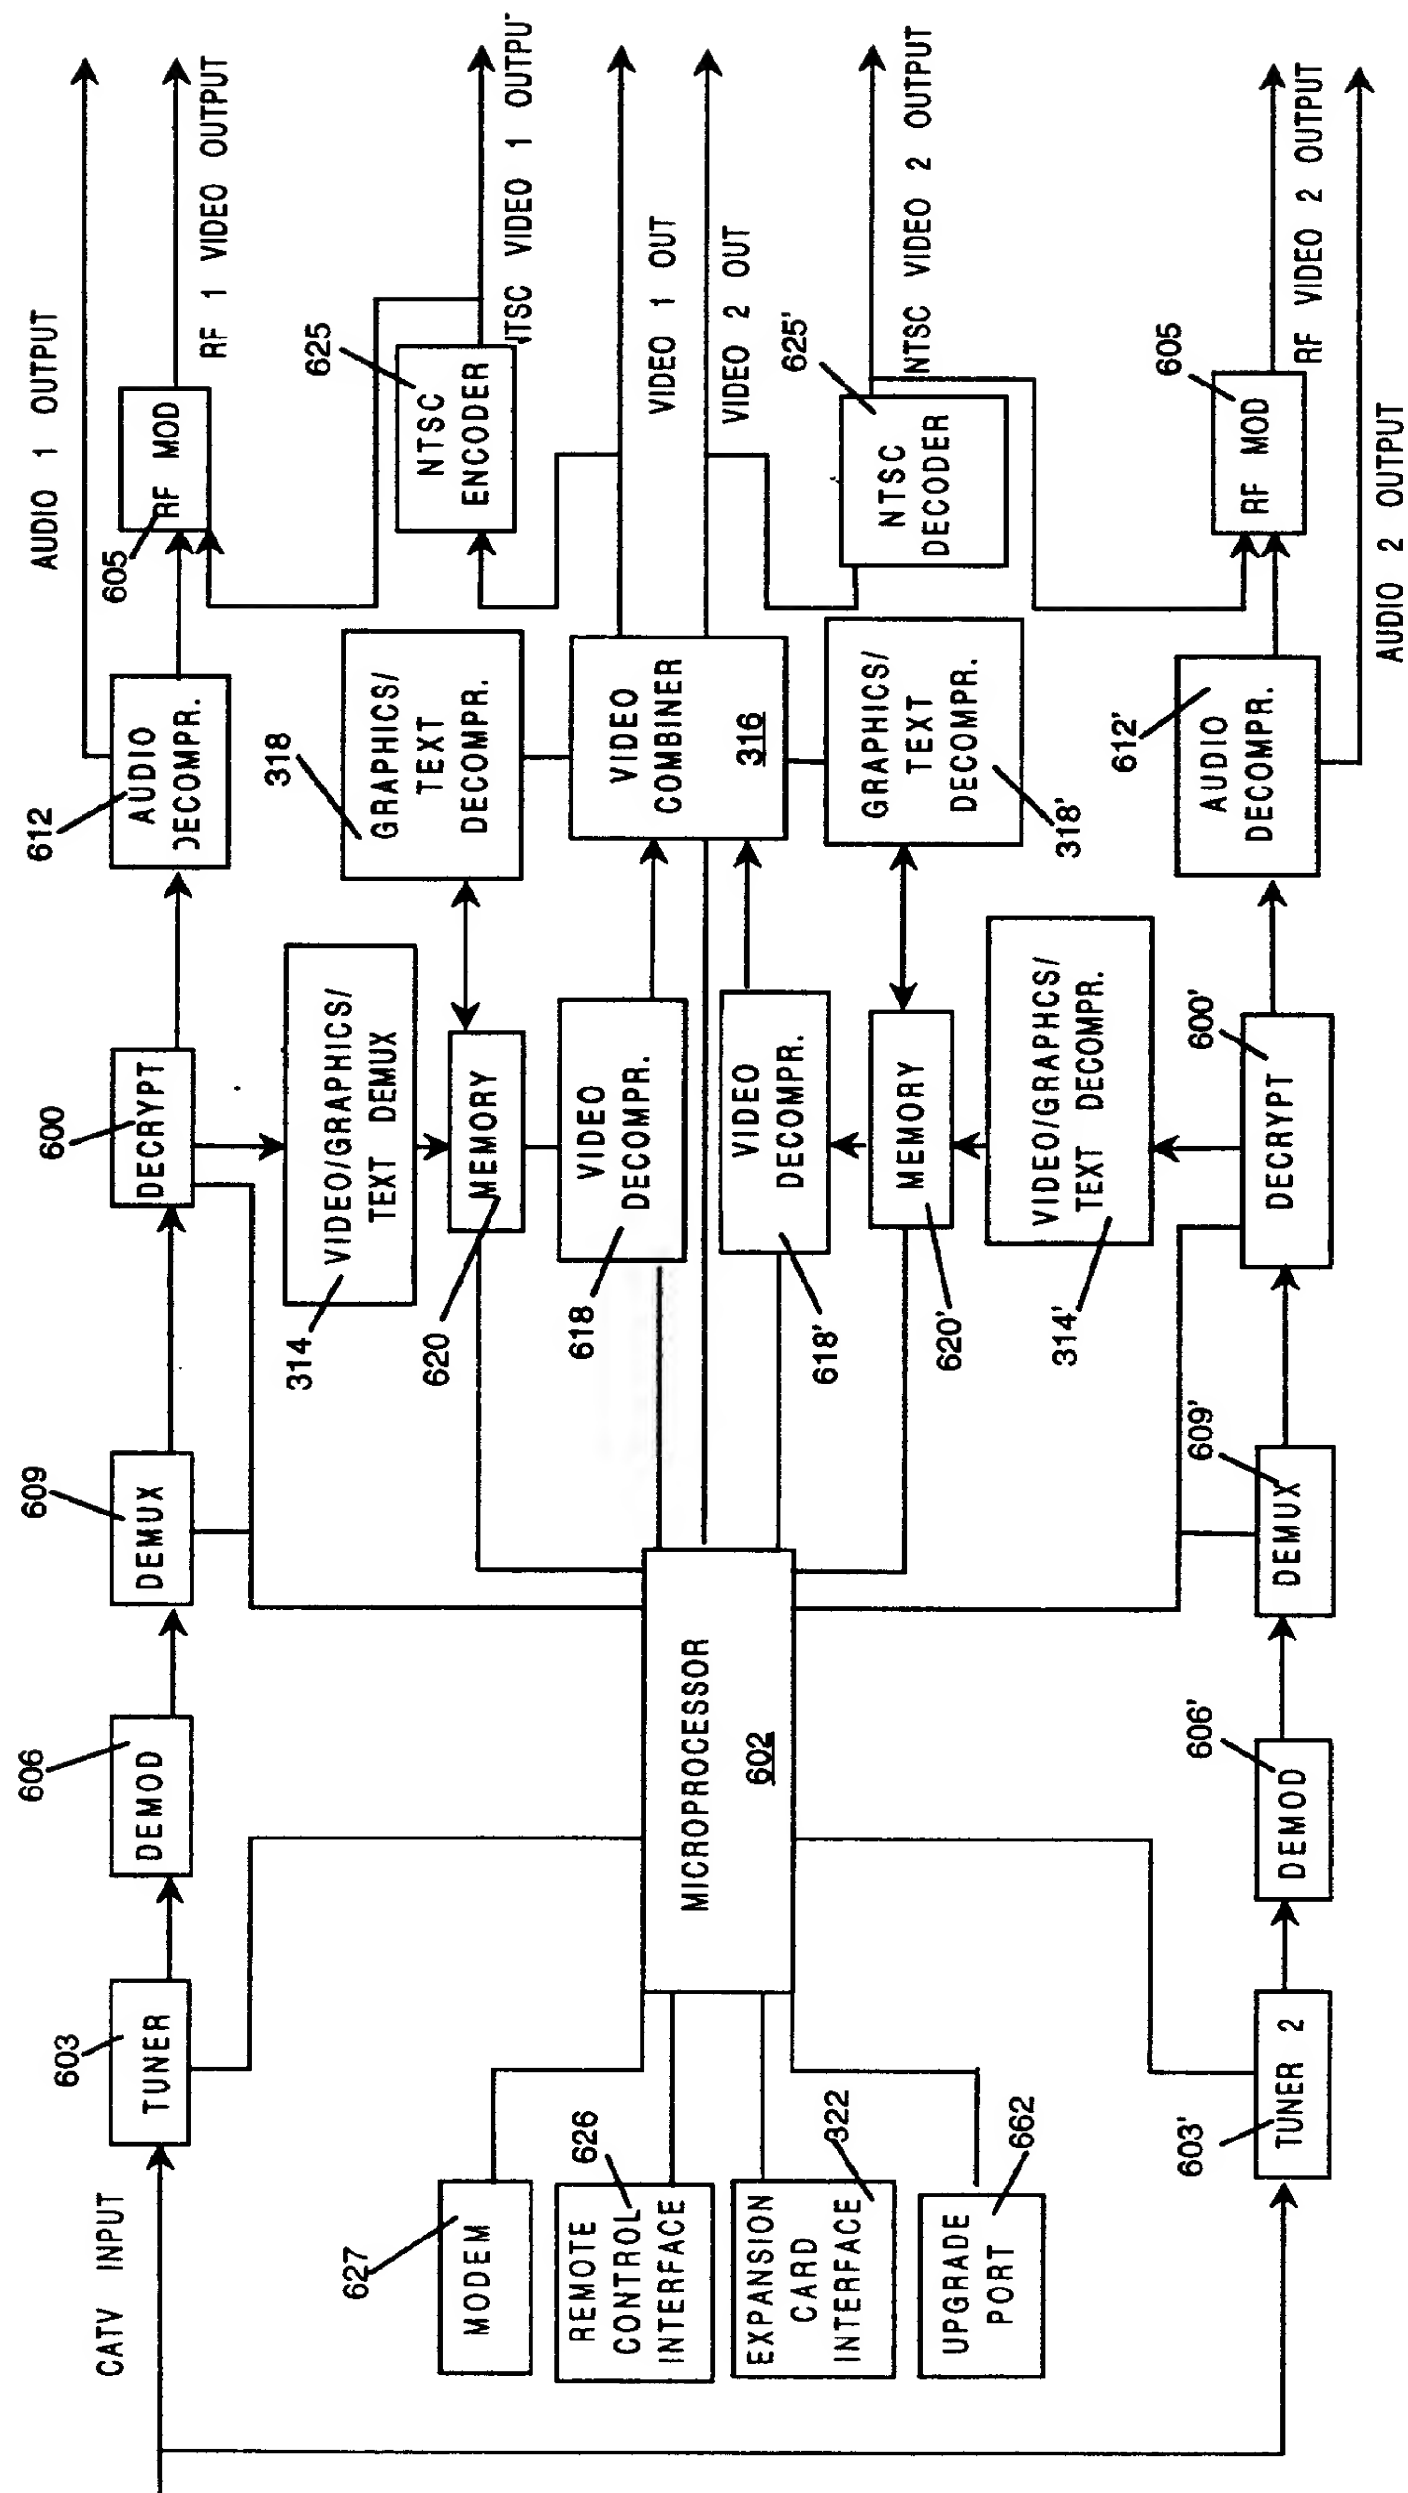 CATV INPUT
603
TUNER
606
DEMOD
609
DEMUX
600
DECRYPT
612
AUDIO
DECOMPR.
605
RF MOD
AUDIO 1 OUTPUT
RF 1 VIDEO OUTPUT
314
VIDEO/GRAPHICS/
TEXT DEMUX
318
GRAPHICS/
TEXT
DECOMPR.
625
NTSC
ENCODER
NTSC VIDEO 1 OUTPUT
627
MODEM
620
MEMORY
626
REMOTE
CONTROL
INTERFACE
618
VIDEO
DECOMPR.
VIDEO
COMBINER
316
VIDEO 1 OUT
VIDEO 2 OUT
MICROPROCESSOR
602
322
EXPANSION
CARD
INTERFACE
618'
VIDEO
DECOMPR.
625'
NTSC
DECODER
NTSC VIDEO 2 OUTPUT
662
UPGRADE
PORT
620'
MEMORY
318'
GRAPHICS/
TEXT
DECOMPR.
314'
VIDEO/GRAPHCS/
TEXT DECOMPR.
603'
TUNER 2
606'
DEMOD
609'
DEMUX
600'
DECRYPT
612'
AUDIO
DECOMPR.
605
RF MOD
RF VIDEO 2 OUTPUT
AUDIO 2 OUTPUT